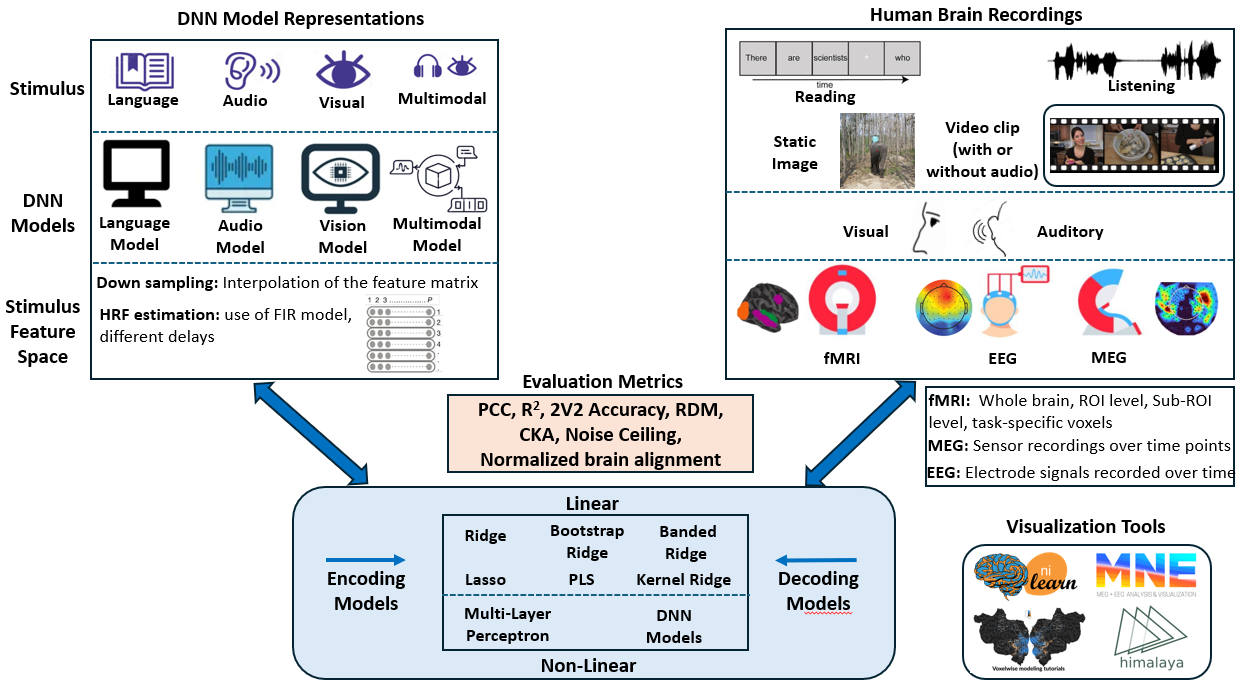 DNN Model Representations
Stimulus
Language
Audio
Visual
Multimodal
DNN
Models
Language
Model
Audio
Model
Vision
Model
Multimodal
Model
Stimulus
Feature
Space
Down sampling: Interpolation of the feature matrix
HRF estimation: use of FIR model,
different delays
1 2 3 .............. P
1
2
3
4
Human Brain Recordings
There are scientists who
time
Reading
Listening
Static
Image
Video clip
(with or
without audio)
Visual
Auditory
fMRI
EEG
MEG
fMRI: Whole brain, ROI level, Sub-ROI
level, task-specific voxels
MEG: Sensor recordings over time points
EEG: Electrode signals recorded over time
Evaluation Metrics
PCC, R², 2V2 Accuracy, RDM,
CKA, Noise Ceiling,
Normalized brain alignment
Linear
Ridge
Bootstrap
Ridge
Banded
Ridge
Lasso
PLS
Kernel Ridge
Multi-Layer
Perceptron
DNN
Models
Non-Linear
Encoding
Models
Decoding
Models
Visualization Tools
ni
learn
MNE
MEG + EEG ANALYSIS & VISUALIZATION
Voxelwise modeling tutorials
himalaya